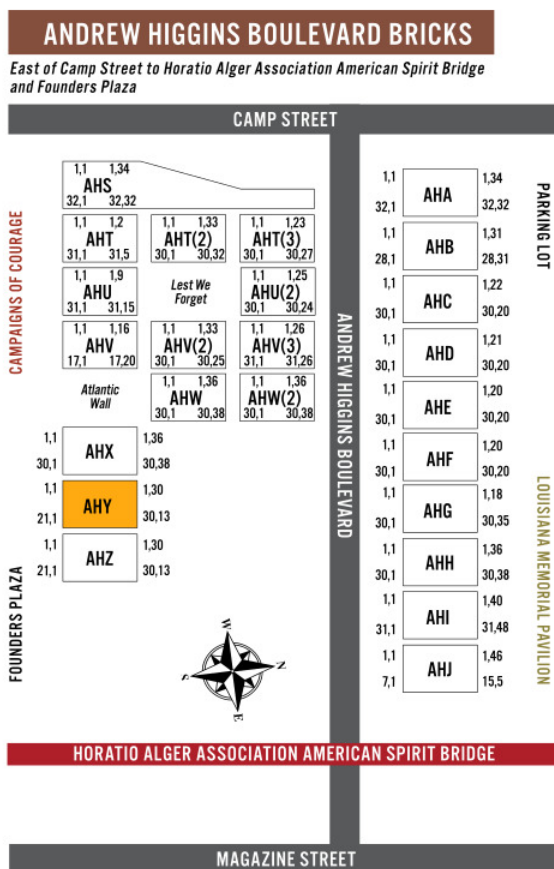 ANDREW HIGGINS BOULEVARD BRICKS
East of Camp Street to Horatio Alger Association American Spirit Bridge
and Founders Plaza
CAMP STREET
1,1 1,34
AHS
32,1 32,32
1,1 1,2
AHT
31,1 31,5
1,1 1,33
AHT(2)
30,1 30,32
1,1 1,23
AHT(3)
30,1 30,27
1,1 1,9
AHU
31,1 31,15
Lest We
Forget
1,1 1,25
AHU(2)
30,1 30,24
1,1 1,16
AHV
17,1 17,20
1,1 1,33
AHV(2)
30,1 30,25
1,1 1,26
AHV(3)
31,1 31,26
Atlantic
Wall
1,1 1,36
AHW
30,1 30,38
1,1 1,36
AHW(2)
30,1 30,38
1,1 1,36
AHX
30,1 30,38
1,1 1,30
AHY
21,1 30,13
1,1 1,30
AHZ
21,1 30,13
CAMPAIGNS OF COURAGE
FOUNDERS PLAZA
W
N
S
E
ANDREW HIGGINS BOULEVARD
1,1 1,34
AHA
32,1 32,32
1,1 1,31
AHB
28,1 28,31
1,1 1,22
AHC
30,1 30,20
1,1 1,21
AHD
30,1 30,20
1,1 1,20
AHE
30,1 30,20
1,1 1,20
AHF
30,1 30,20
1,1 1,18
AHG
30,1 30,35
1,1 1,36
AHH
30,1 30,38
1,1 1,40
AHI
31,1 31,48
1,1 1,46
AHJ
7,1 15,5
PARKING LOT
LOUISIANA MEMORIAL PAVILION
HORATIO ALGER ASSOCIATION AMERICAN SPIRIT BRIDGE
MAGAZINE STREET